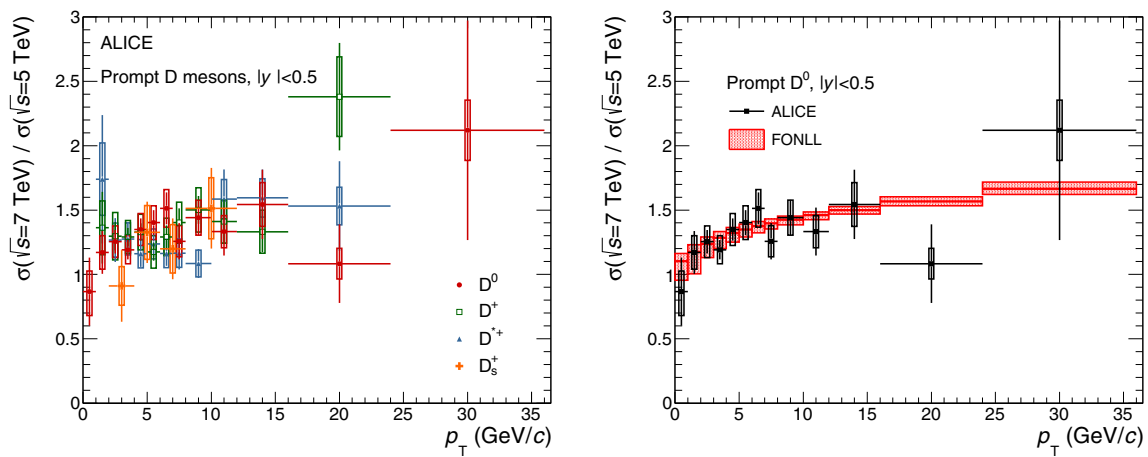 σ(√s=7 TeV) / σ(√s=5 TeV)
3
2.5
2
1.5
1
0.5
0
ALICE
Prompt D mesons, |y|<0.5
D⁰
D⁺
D*⁺
Dₛ⁺
0 5 10 15 20 25 30 35
p_T (GeV/c)
σ(√s=7 TeV) / σ(√s=5 TeV)
3
2.5
2
1.5
1
0.5
0
Prompt D⁰, |y|<0.5
ALICE
FONLL
0 5 10 15 20 25 30 35
p_T (GeV/c)